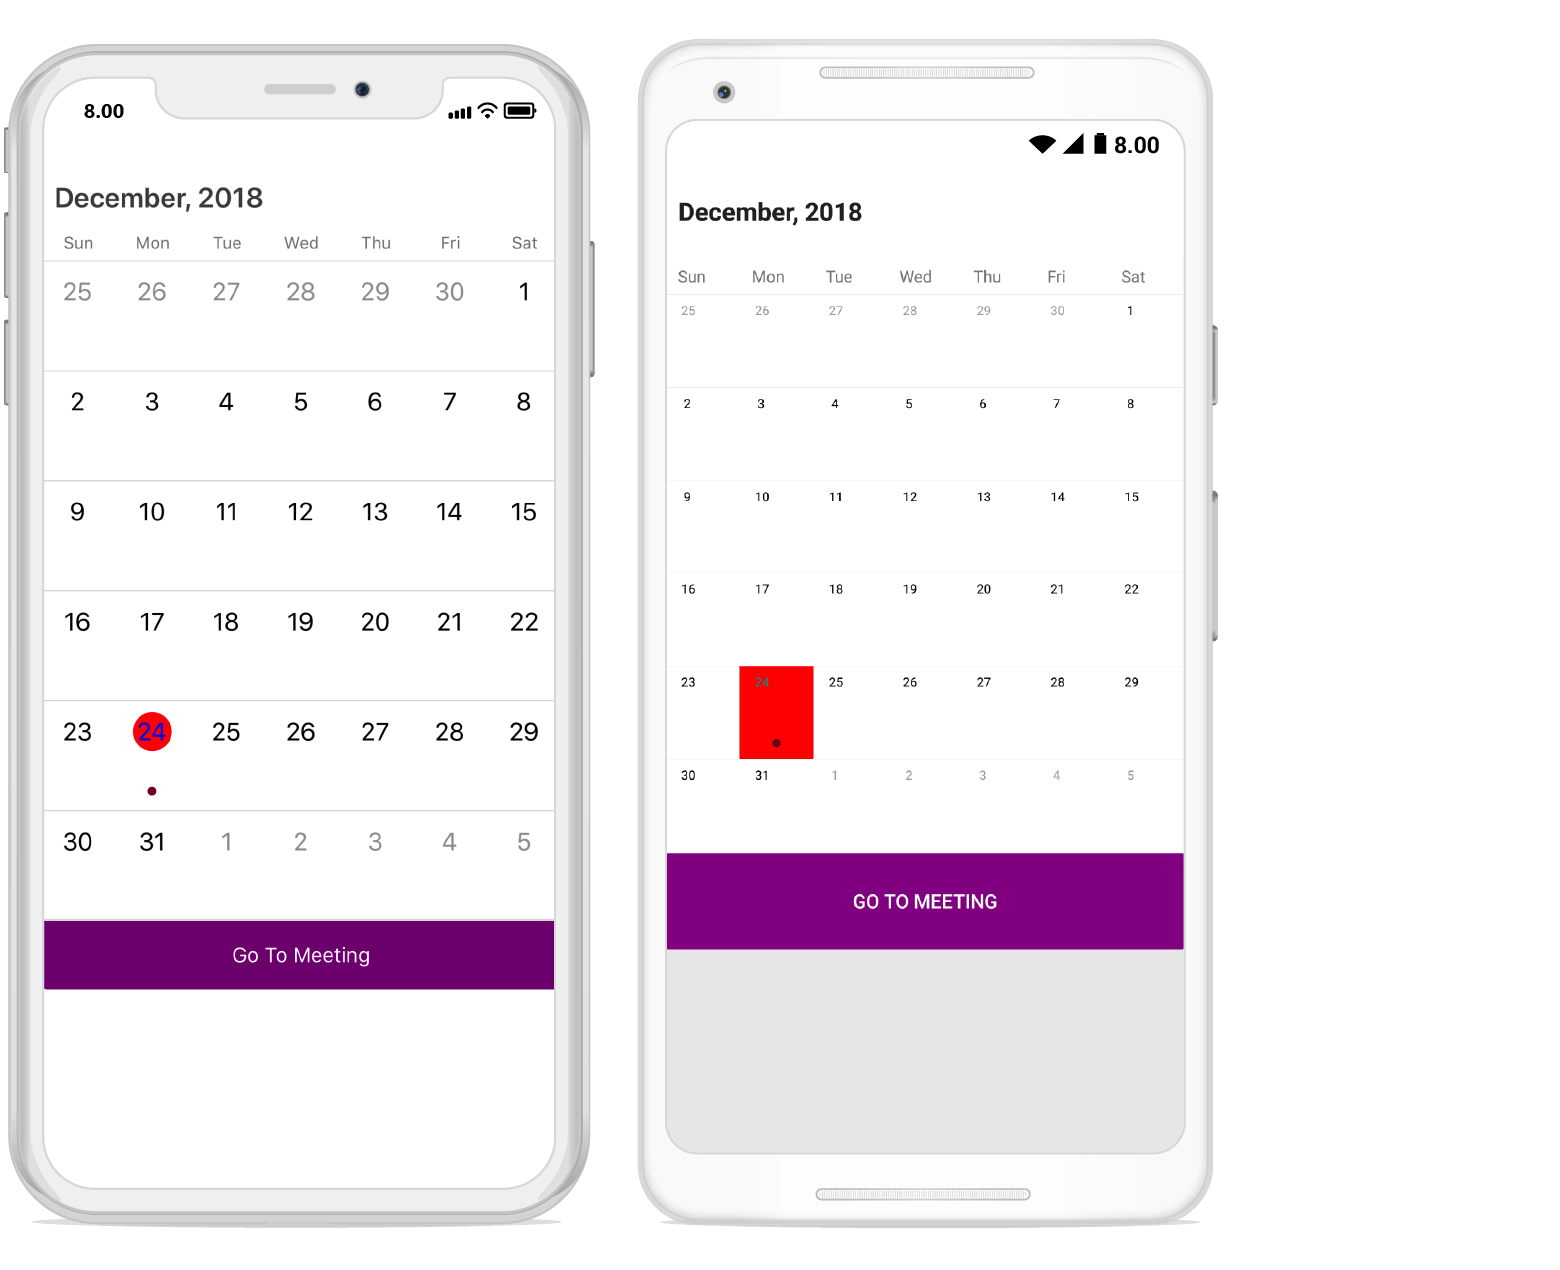 8.00
December, 2018
Sun Mon Tue Wed Thu Fri Sat
25 26 27 28 29 30 1
2 3 4 5 6 7 8
9 10 11 12 13 14 15
16 17 18 19 20 21 22
23 24 25 26 27 28 29
30 31 1 2 3 4 5
Go To Meeting
8.00
December, 2018
Sun Mon Tue Wed Thu Fri Sat
25 26 27 28 29 30 1
2 3 4 5 6 7 8
9 10 11 12 13 14 15
16 17 18 19 20 21 22
23 24 25 26 27 28 29
30 31 1 2 3 4 5
GO TO MEETING